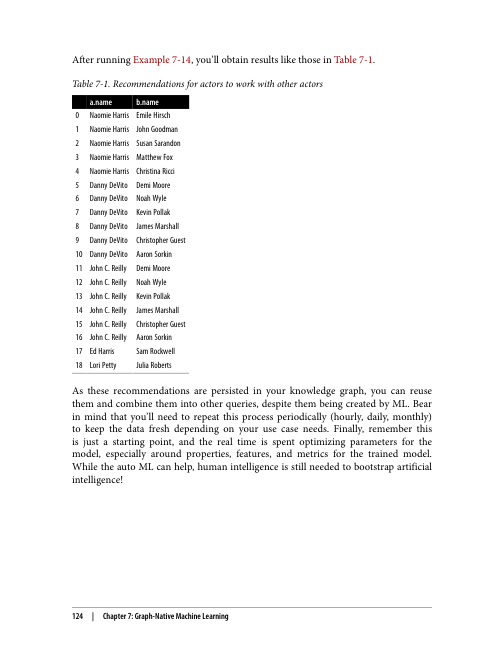 After running Example 7-14, you’ll obtain results like those in Table 7-1.
Table 7-1. Recommendations for actors to work with other actors
a.name b.name
0 Naomie Harris Emile Hirsch
1 Naomie Harris John Goodman
2 Naomie Harris Susan Sarandon
3 Naomie Harris Matthew Fox
4 Naomie Harris Christina Ricci
5 Danny DeVito Demi Moore
6 Danny DeVito Noah Wyle
7 Danny DeVito Kevin Pollak
8 Danny DeVito James Marshall
9 Danny DeVito Christopher Guest
10 Danny DeVito Aaron Sorkin
11 John C. Reilly Demi Moore
12 John C. Reilly Noah Wyle
13 John C. Reilly Kevin Pollak
14 John C. Reilly James Marshall
15 John C. Reilly Christopher Guest
16 John C. Reilly Aaron Sorkin
17 Ed Harris Sam Rockwell
18 Lori Petty Julia Roberts
As these recommendations are persisted in your knowledge graph, you can reuse
them and combine them into other queries, despite them being created by ML. Bear
in mind that you’ll need to repeat this process periodically (hourly, daily, monthly)
to keep the data fresh depending on your use case needs. Finally, remember this
is just a starting point, and the real time is spent optimizing parameters for the
model, especially around properties, features, and metrics for the trained model.
While the auto ML can help, human intelligence is still needed to bootstrap artificial
intelligence!
124 | Chapter 7: Graph-Native Machine Learning